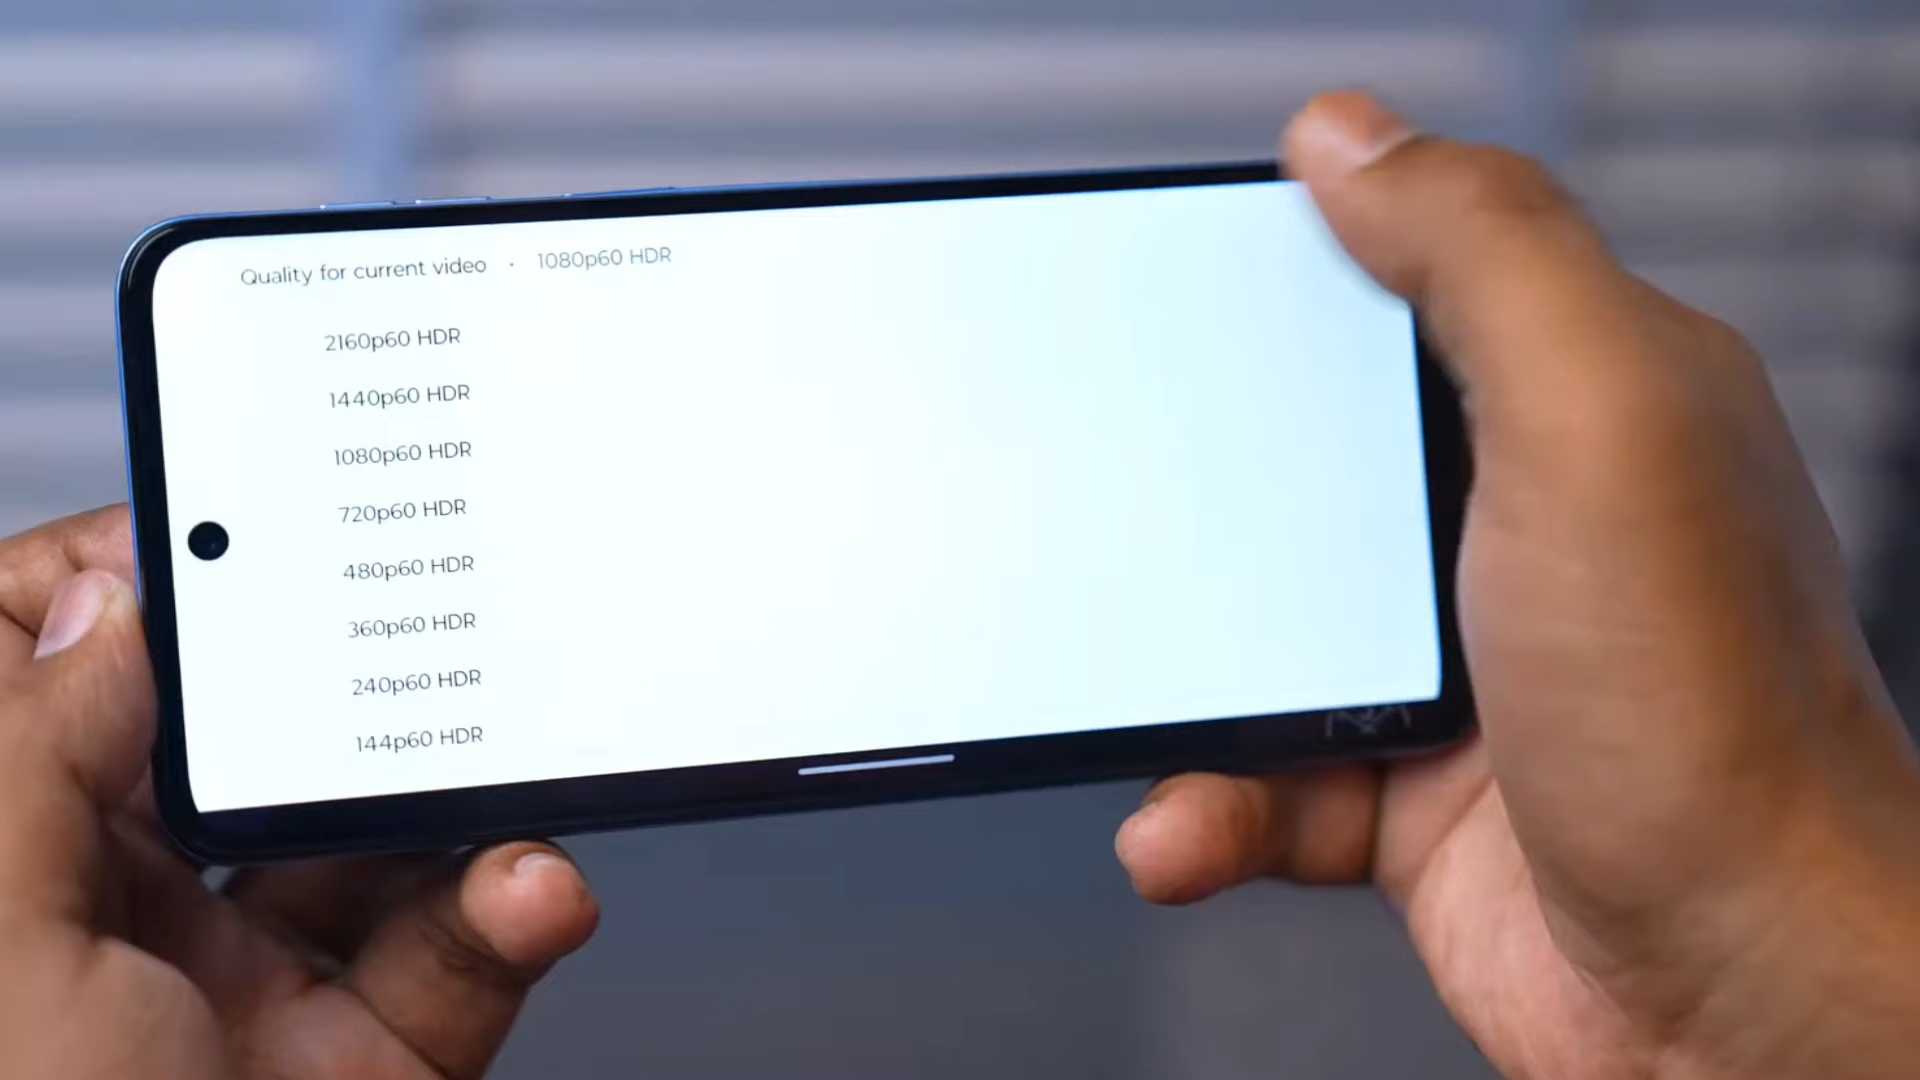 Quality for current video • 1080p60 HDR
2160p60 HDR
1440p60 HDR
1080p60 HDR
720p60 HDR
480p60 HDR
360p60 HDR
240p60 HDR
144p60 HDR